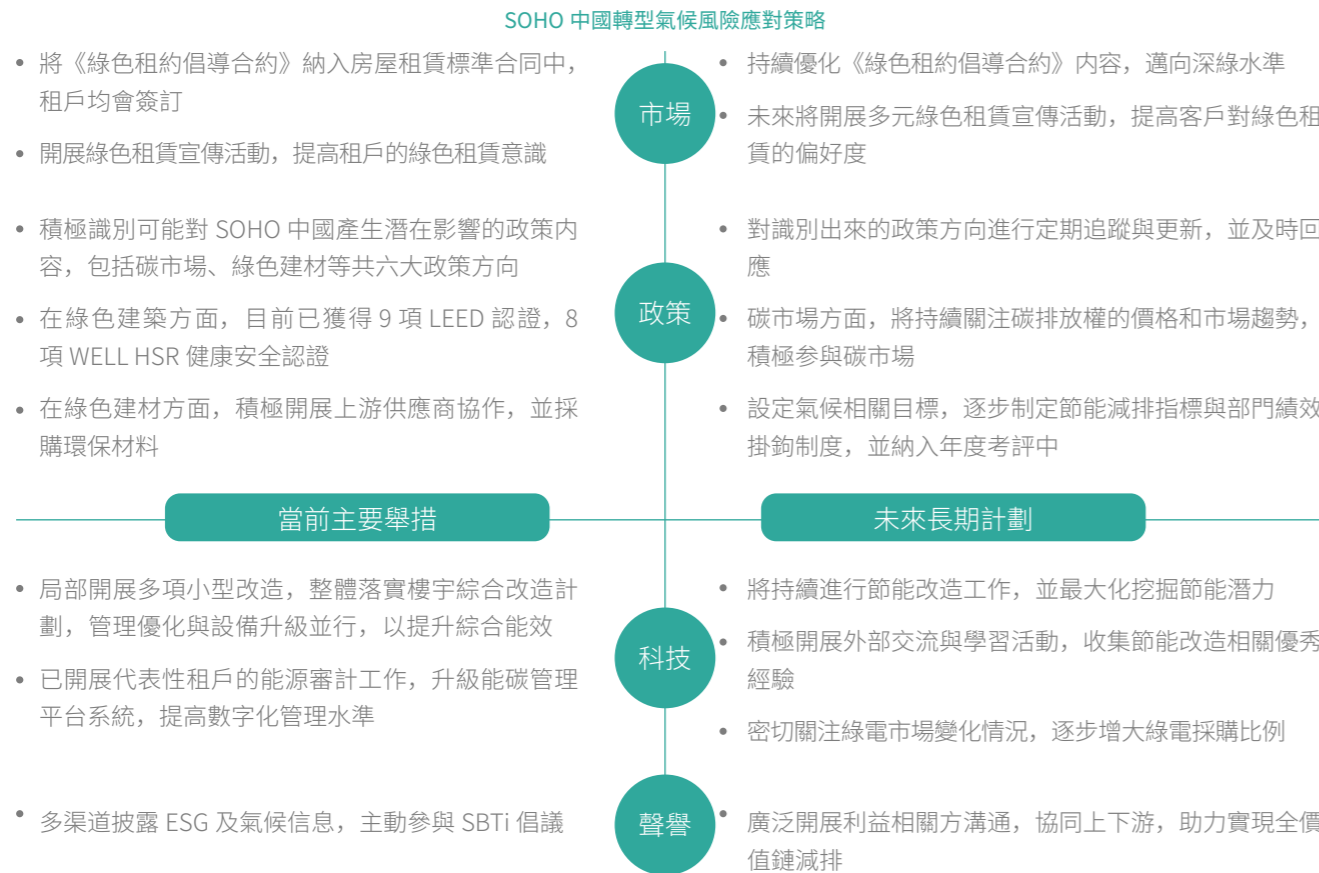 SOHO 中國轉型氣候風險應對策略
• 將《綠色租約倡導合約》納入房屋租賃標準合同中，
租戶均會簽訂
• 開展綠色租賃宣傳活動，提高租戶的綠色租賃意識
市場
• 持續優化《綠色租約倡導合約》内容，邁向深綠水準
• 未來將開展多元綠色租賃宣傳活動，提高客戶對綠色租
賃的偏好度
• 積極識別可能對 SOHO 中國產生潛在影響的政策内
容，包括碳市場、綠色建材等共六大政策方向
• 在綠色建築方面，目前已獲得 9 項 LEED 認證，8
項 WELL HSR 健康安全認證
• 在綠色建材方面，積極開展上游供應商協作，並採
購環保材料
政策
• 對識別出來的政策方向進行定期追蹤與更新，並及時回
應
• 碳市場方面，將持續關注碳排放權的價格和市場趨勢，
積極參與碳市場
• 設定氣候相關目標，逐步制定節能減排指標與部門績效
掛鉤制度，並納入年度考評中
當前主要舉措
未來長期計劃
• 局部開展多項小型改造，整體落實樓宇綜合改造計
劃，管理優化與設備升級並行，以提升綜合能效
• 已開展代表性租戶的能源審計工作，升級能碳管理
平台系統，提高數字化管理水準
科技
• 將持續進行節能改造工作，並最大化挖掘節能潛力
• 積極開展外部交流與學習活動，收集節能改造相關優秀
經驗
• 密切關注綠電市場變化情況，逐步增大綠電採購比例
• 多渠道披露 ESG 及氣候信息，主動參與 SBTi 倡議
聲譽
• 廣泛開展利益相關方溝通，協同上下游，助力實現全價
值鏈減排